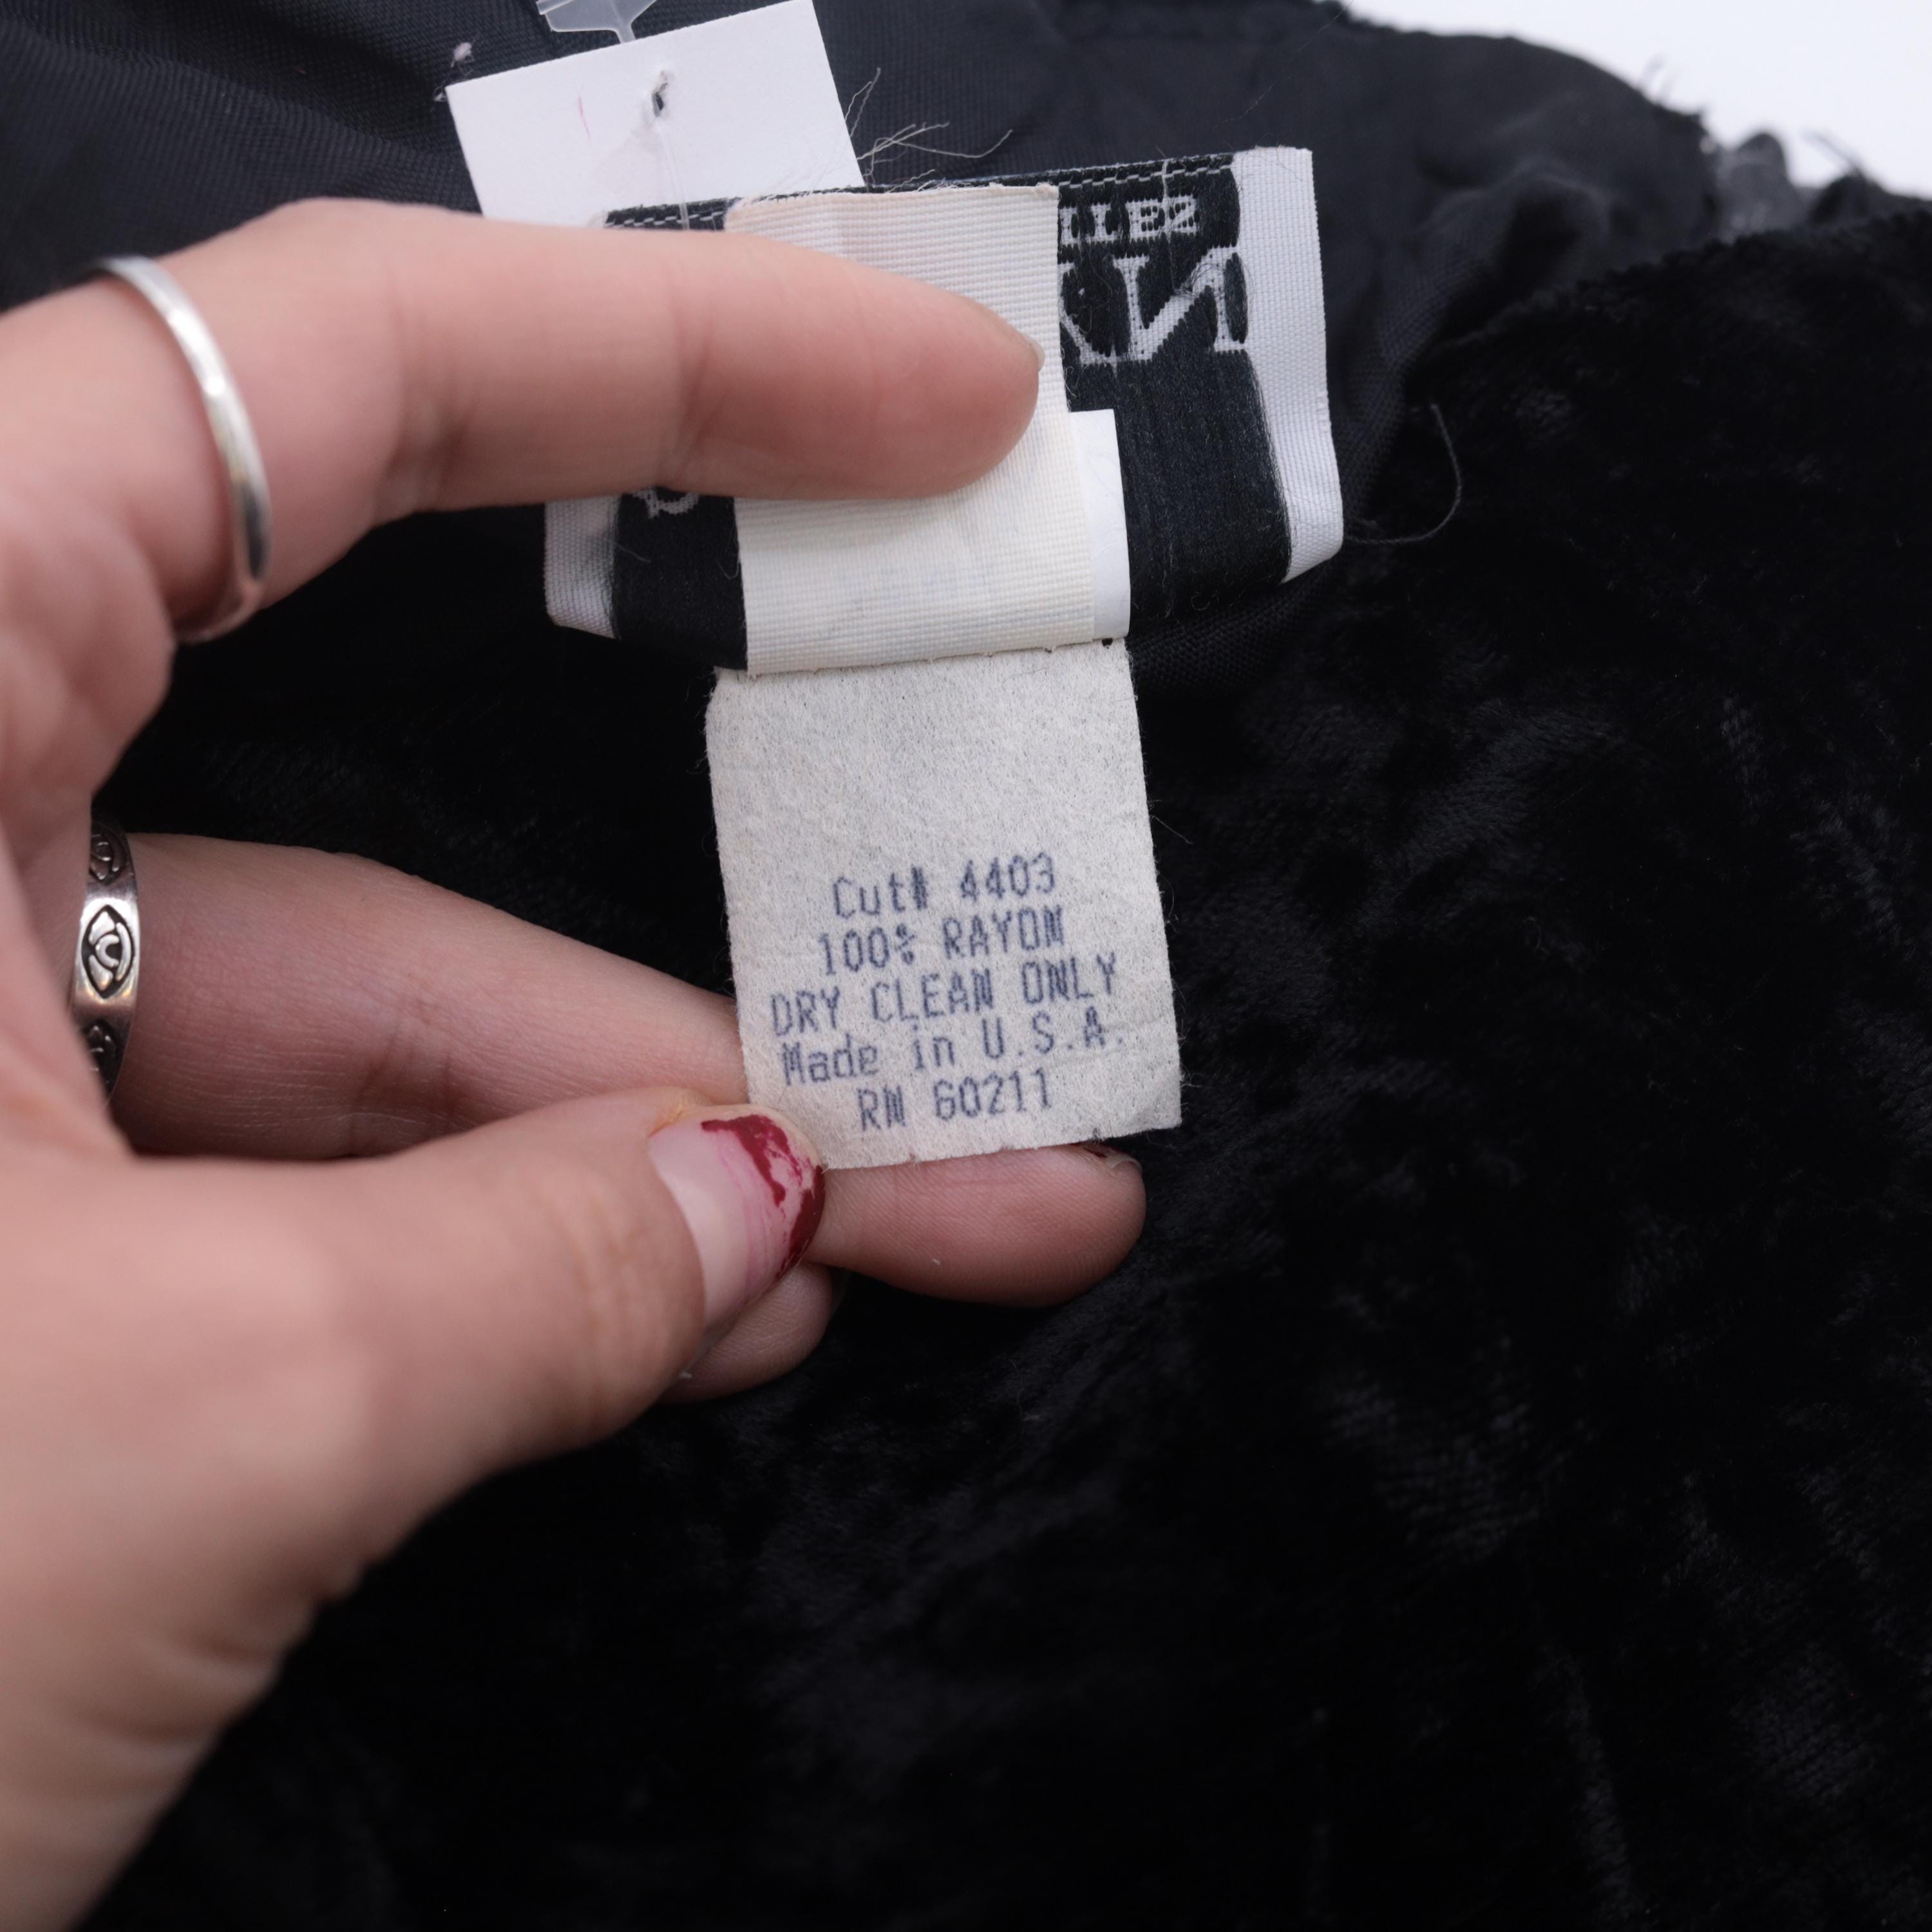 Cut# 4403
100% RAYON
DRY CLEAN ONLY
Made in U.S.A.
RN 60211